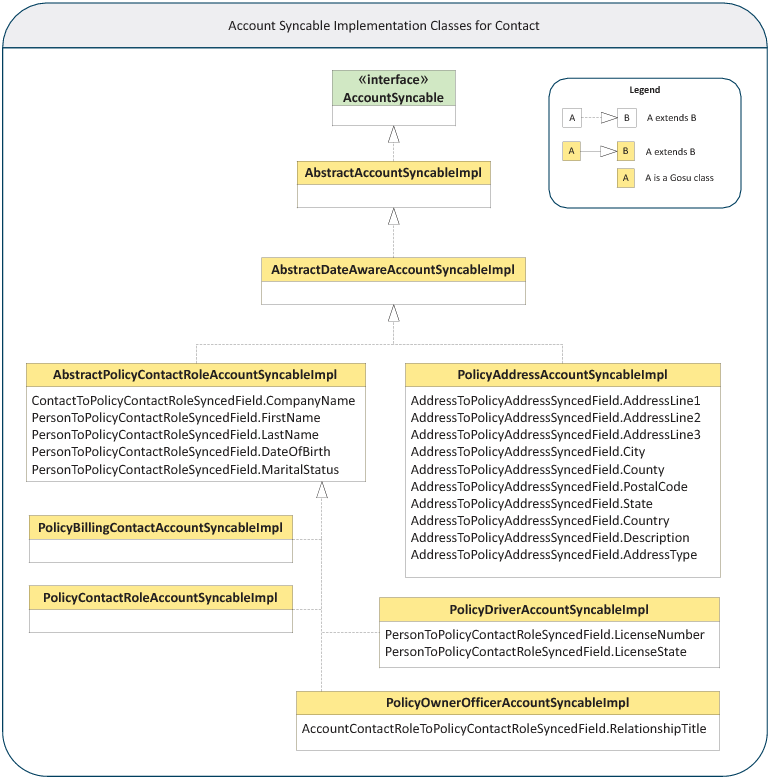 Account Syncable Implementation Classes for Contact
«interface»
AccountSyncable
Legend
A
B
A extends B
A
B
A extends B
A
A is a Gosu class
AbstractAccountSyncableImpl
AbstractDateAwareAccountSyncableImpl
AbstractPolicyContactRoleAccountSyncableImpl
ContactToPolicyContactRoleSyncedField.CompanyName
PersonToPolicyContactRoleSyncedField.FirstName
PersonToPolicyContactRoleSyncedField.LastName
PersonToPolicyContactRoleSyncedField.DateOfBirth
PersonToPolicyContactRoleSyncedField.MaritalStatus
PolicyAddressAccountSyncableImpl
AddressToPolicyAddressSyncedField.AddressLine1
AddressToPolicyAddressSyncedField.AddressLine2
AddressToPolicyAddressSyncedField.AddressLine3
AddressToPolicyAddressSyncedField.City
AddressToPolicyAddressSyncedField.County
AddressToPolicyAddressSyncedField.PostalCode
AddressToPolicyAddressSyncedField.State
AddressToPolicyAddressSyncedField.Country
AddressToPolicyAddressSyncedField.Description
AddressToPolicyAddressSyncedField.AddressType
PolicyBillingContactAccountSyncableImpl
PolicyContactRoleAccountSyncableImpl
PolicyDriverAccountSyncableImpl
PersonToPolicyContactRoleSyncedField.LicenseNumber
PersonToPolicyContactRoleSyncedField.LicenseState
PolicyOwnerOfficerAccountSyncableImpl
AccountContactRoleToPolicyContactRoleSyncedField.RelationshipTitle